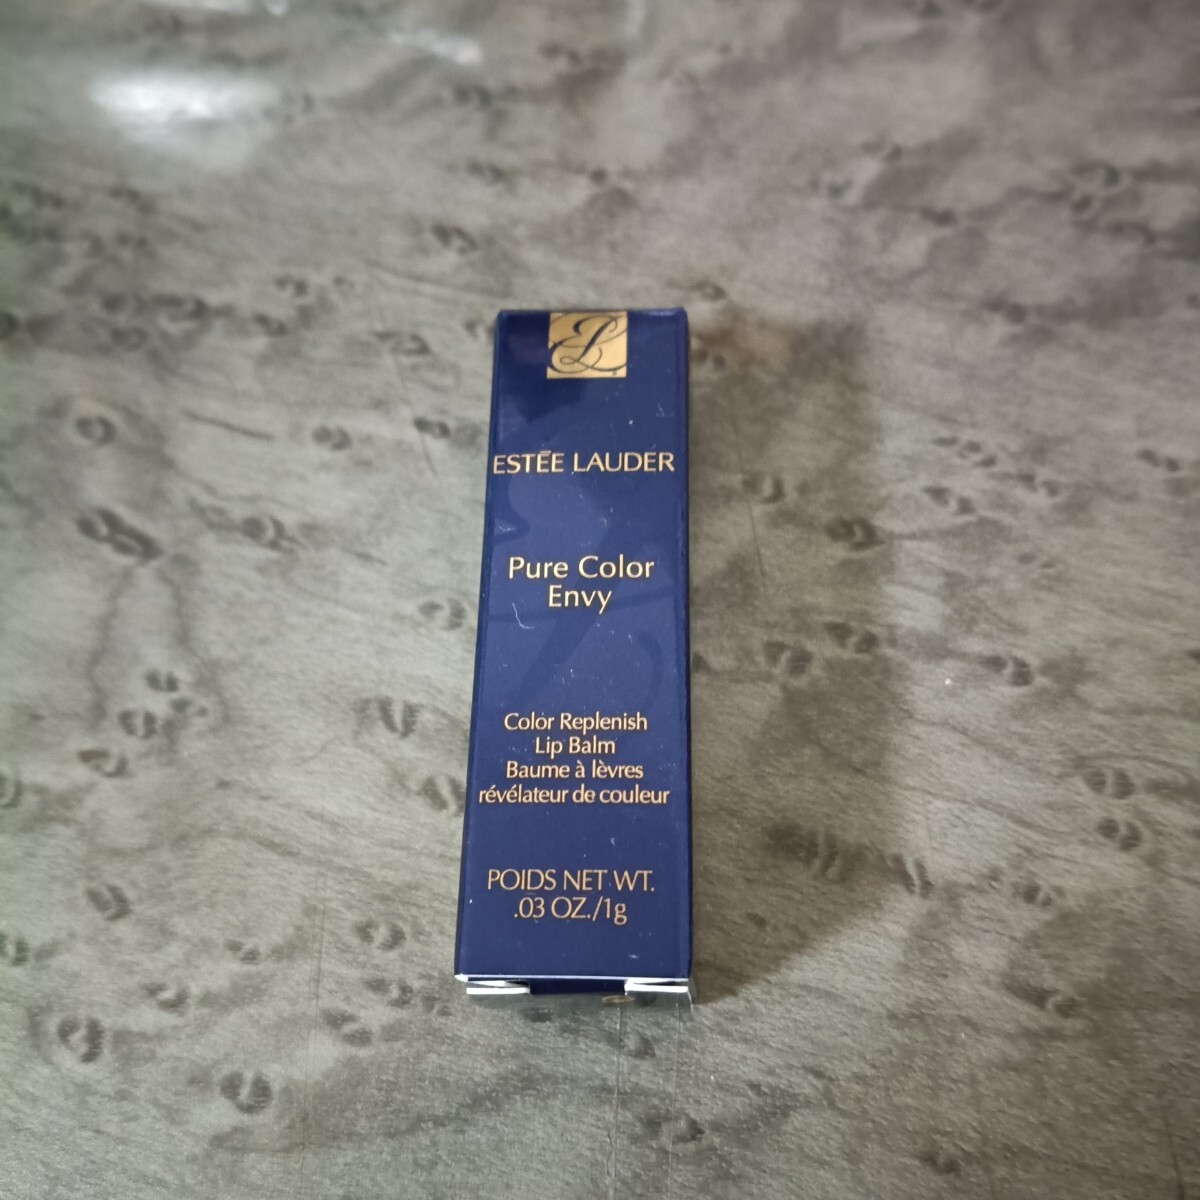 ESTĒE LAUDER
Pure Color
Envy
Color Replenish
Lip Balm
Baume à lèvres
révélateur de couleur
POIDS NET WT.
.03 OZ./1g